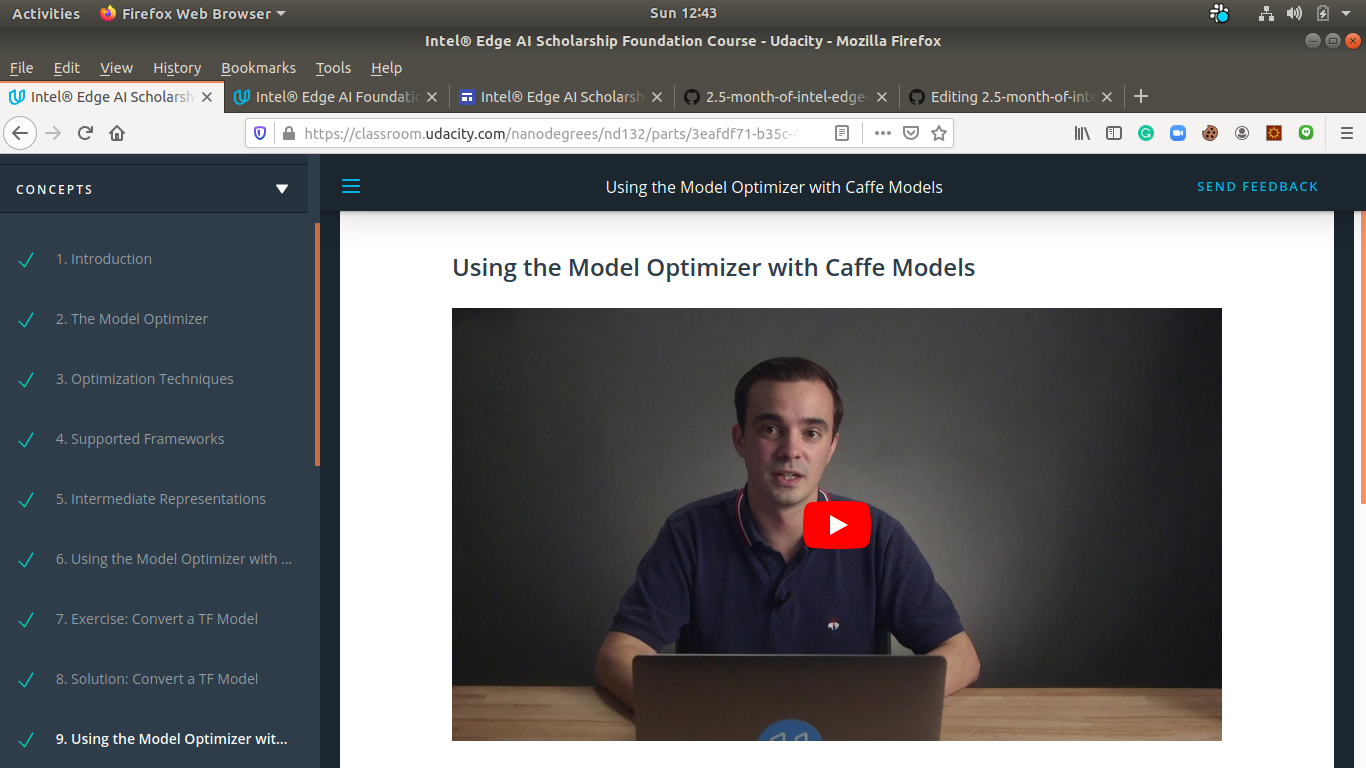 Activities Firefox Web Browser Sun 12:43
Intel® Edge AI Scholarship Foundation Course - Udacity - Mozilla Firefox
File Edit View History Bookmarks Tools Help
Intel® Edge AI Scholarsh Intel® Edge AI Foundatio Intel® Edge AI Scholarsh 2.5-month-of-intel-edge- Editing 2.5-month-of-inte
https://classroom.udacity.com/nanodegrees/nd132/parts/3eafdf71-b35c-4
CONCEPTS
Using the Model Optimizer with Caffe Models
SEND FEEDBACK
1. Introduction
2. The Model Optimizer
3. Optimization Techniques
4. Supported Frameworks
5. Intermediate Representations
6. Using the Model Optimizer with ...
7. Exercise: Convert a TF Model
8. Solution: Convert a TF Model
9. Using the Model Optimizer wit...
Using the Model Optimizer with Caffe Models